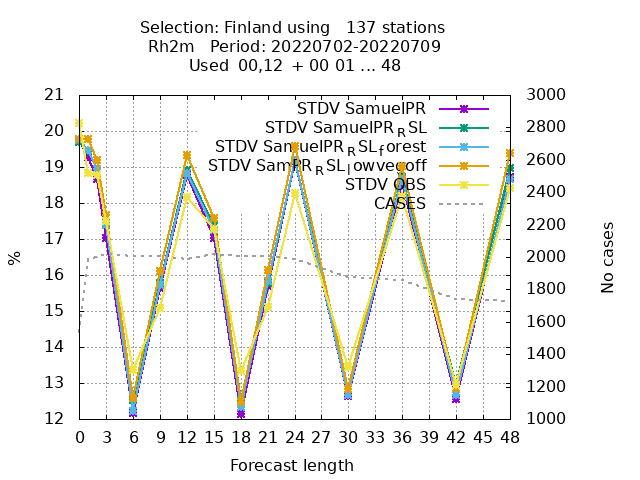 Selection: Finland using 137 stations
Rh2m Period: 20220702-20220709
Used 00,12 + 00 01 ... 48
STDV SamuelPR
STDV SamuelPR_RSL
STDV SamuelPR_RSL_forest
STDV SamPR_RSL_lowvegoff
STDV OBS
CASES
21
20
19
18
17
16
15
14
13
12
%
3000
2800
2600
2400
2200
2000
1800
1600
1400
1200
1000
No cases
0 3 6 9 12 15 18 21 24 27 30 33 36 39 42 45 48
Forecast length